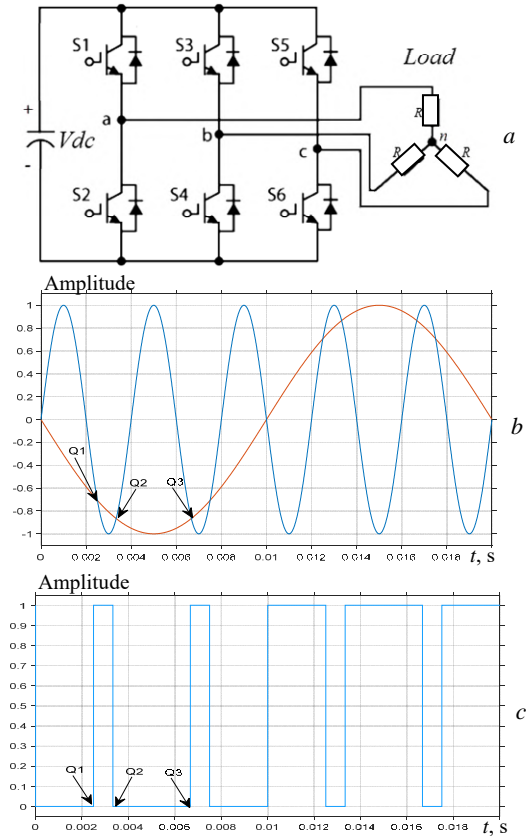 S1
S3
S5
Load
+
Vdc
-
a
b
c
R
n
R
R
a
S2
S4
S6
Amplitude
1
0.8
0.6
0.4
0.2
0
-0.2
-0.4
-0.6
-0.8
-1
Q1
Q2
Q3
b
0 0.002 0.004 0.006 0.008 0.01 0.012 0.014 0.016 0.018
t, s
Amplitude
1
0.9
0.8
0.7
0.6
0.5
0.4
0.3
0.2
0.1
0
Q1
Q2
Q3
c
0 0.002 0.004 0.006 0.008 0.01 0.012 0.014 0.016 0.018
t, s